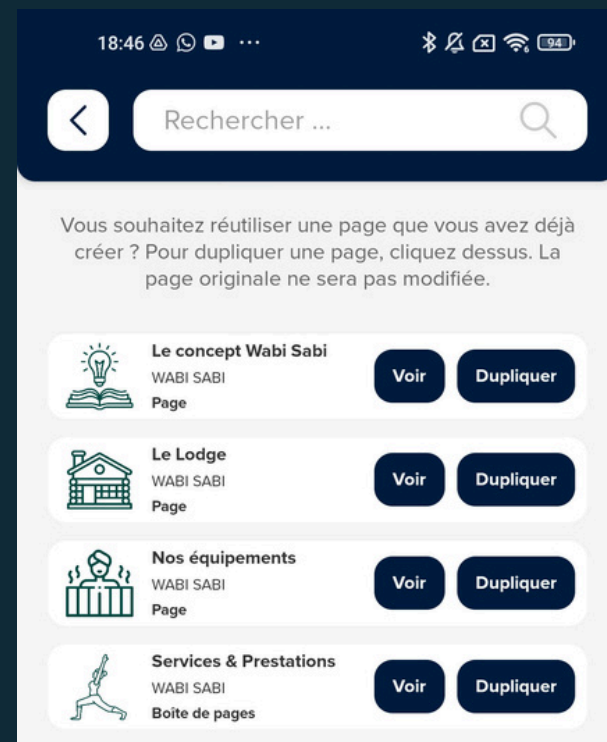 18:46 ...
94
Rechercher ...
Vous souhaitez réutiliser une page que vous avez déjà
créer ? Pour dupliquer une page, cliquez dessus. La
page originale ne sera pas modifiée.
Le concept Wabi Sabi
WABI SABI
Page
Voir
Dupliquer
Le Lodge
WABI SABI
Page
Voir
Dupliquer
Nos équipements
WABI SABI
Page
Voir
Dupliquer
Services & Prestations
WABI SABI
Boîte de pages
Voir
Dupliquer